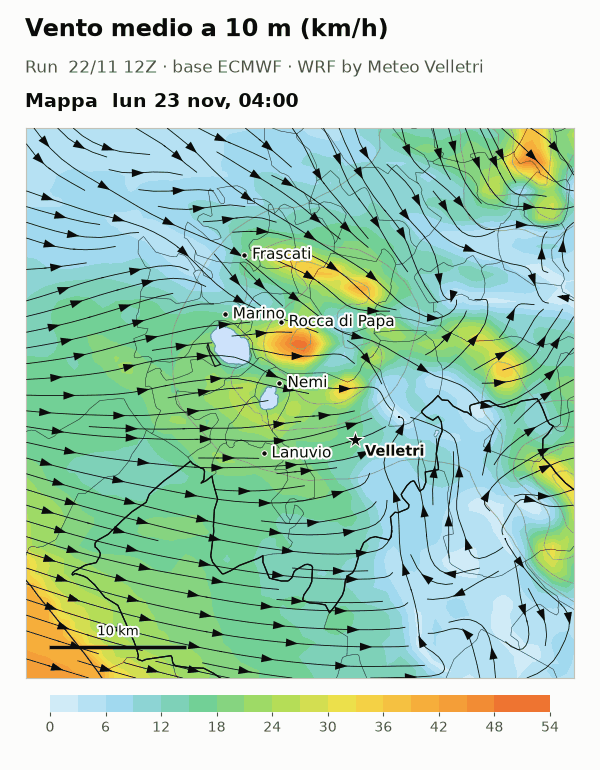 Vento medio a 10 m (km/h)
Run  22/11 12Z · base ECMWF · WRF by Meteo Velletri
Mappa  lun 23 nov, 04:00
Frascati
Marino
Rocca di Papa
Nemi
Velletri
Lanuvio
10 km
0 6 12 18 24 30 36 42 48 54